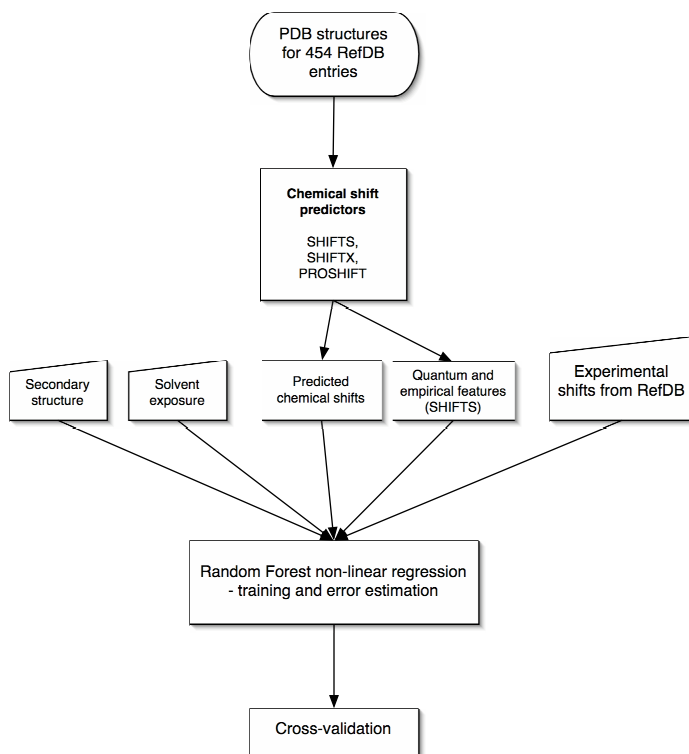 PDB structures
for 454 RefDB
entries
Chemical shift
predictors
SHIFTS,
SHIFTX,
PROSHIFT
Secondary
structure
Solvent
exposure
Predicted
chemical shifts
Quantum and
empirical features
(SHIFTS)
Experimental
shifts from RefDB
Random Forest non-linear regression
- training and error estimation
Cross-validation